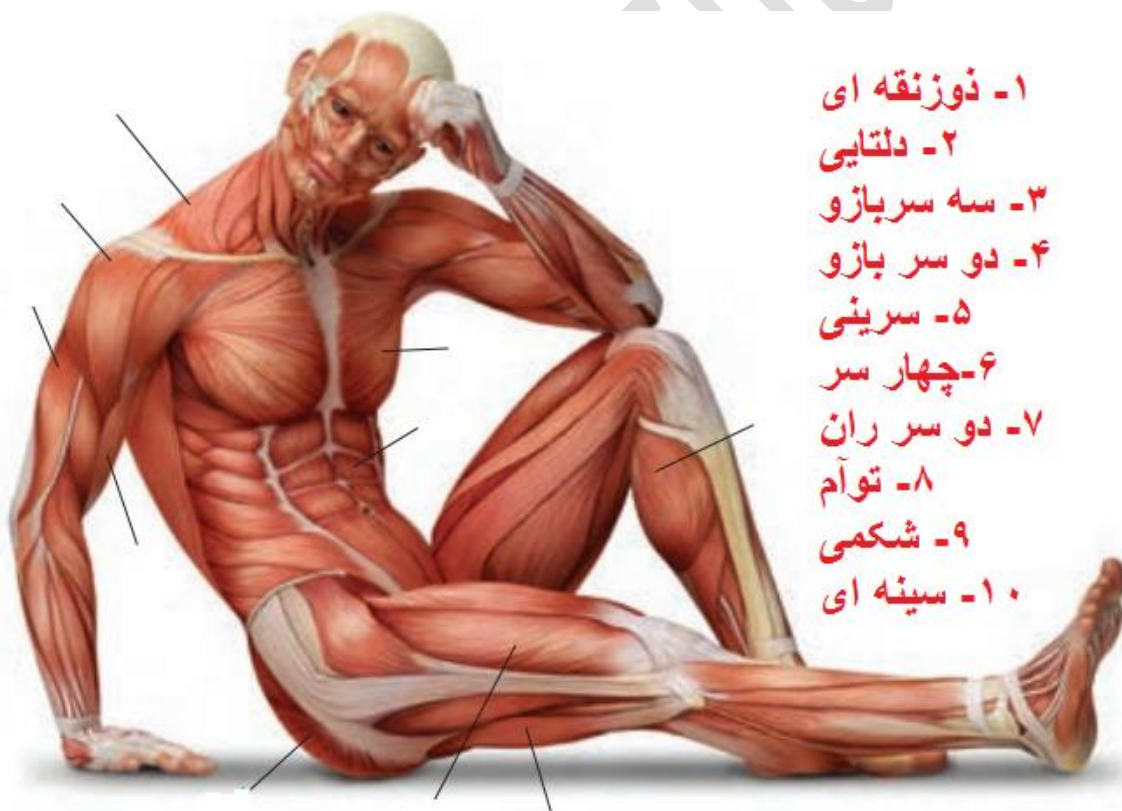 ۱- ذوزنقه ای
۲- دلتایی
۳- سه سربازو
۴- دو سر بازو
۵- سرینی
۶-چهار سر
۷- دو سر ران
۸- توآم
۹- شکمی
۱۰- سینه ای